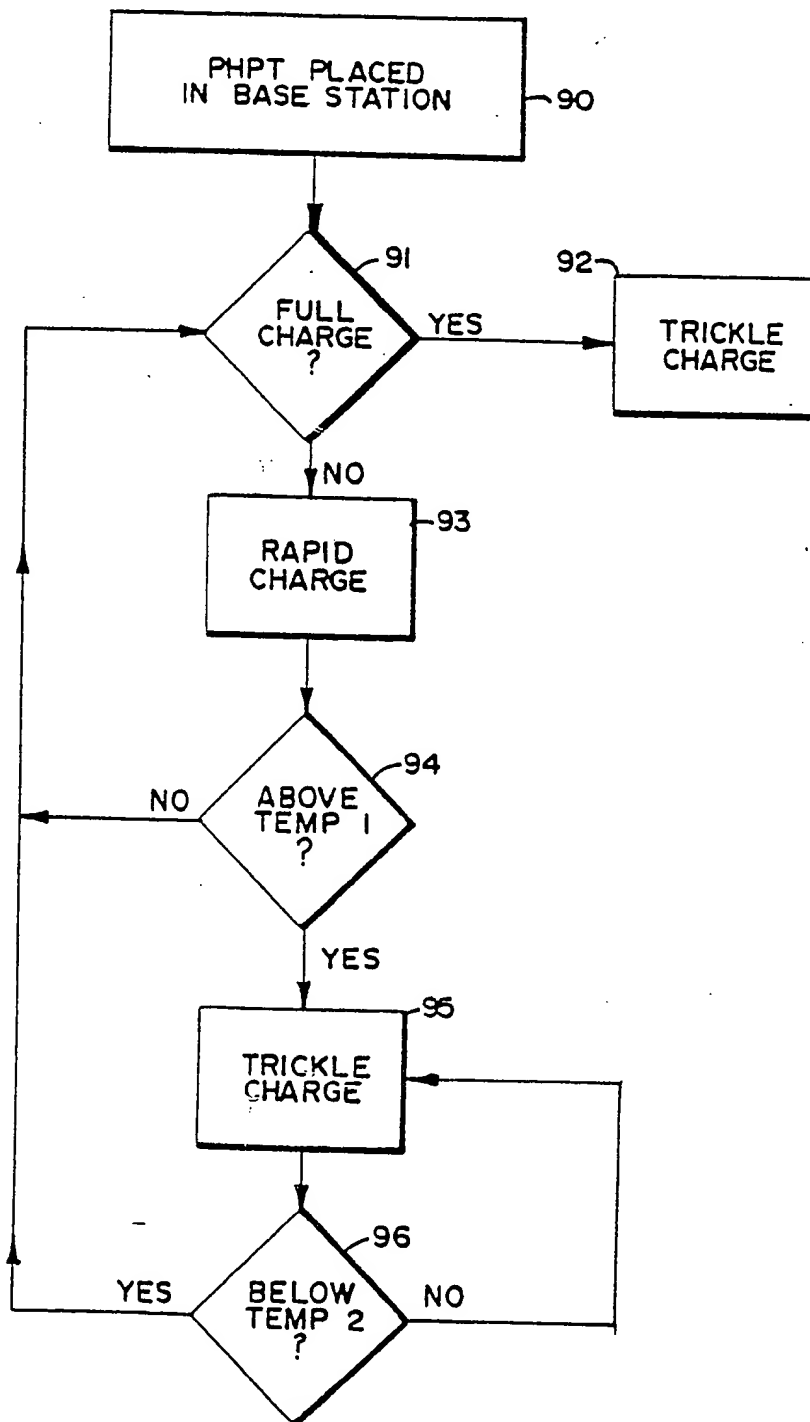 PHPT PLACED
IN BASE STATION
90
91
FULL
CHARGE
?
YES
92
TRICKLE
CHARGE
NO
93
RAPID
CHARGE
94
NO
ABOVE
TEMP 1
?
YES
95
TRICKLE
CHARGE
96
YES
BELOW
TEMP 2
?
NO